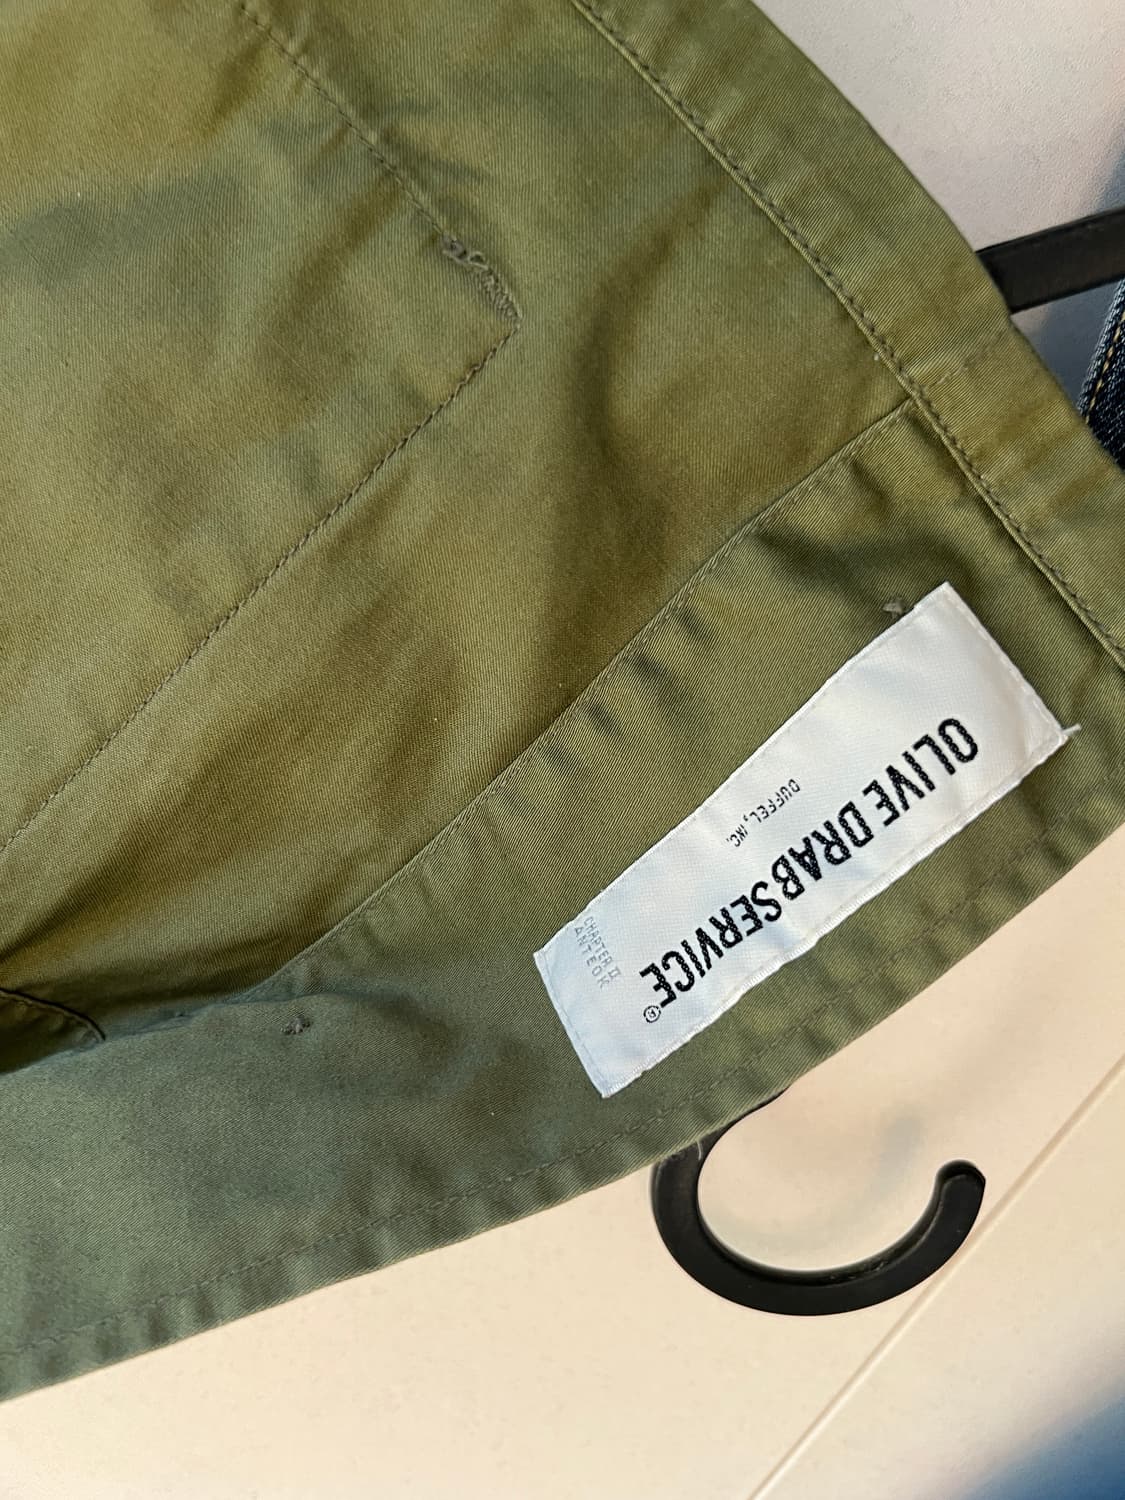 OLIVE DRAB SERVICE®
DUFFEL, INC.
CHAPTER II
ANTEOK